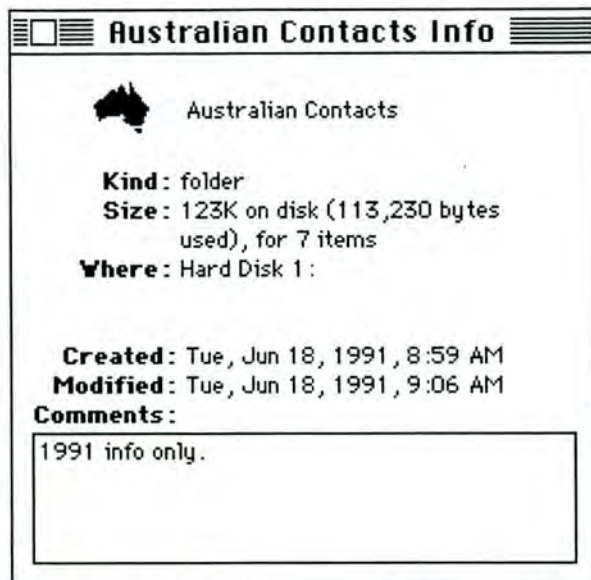 Australian Contacts Info
Australian Contacts
Kind: folder
Size: 123K on disk (113,230 bytes
used), for 7 items
Where: Hard Disk 1:
Created: Tue, Jun 18, 1991, 8:59 AM
Modified: Tue, Jun 18, 1991, 9:06 AM
Comments:
1991 info only.